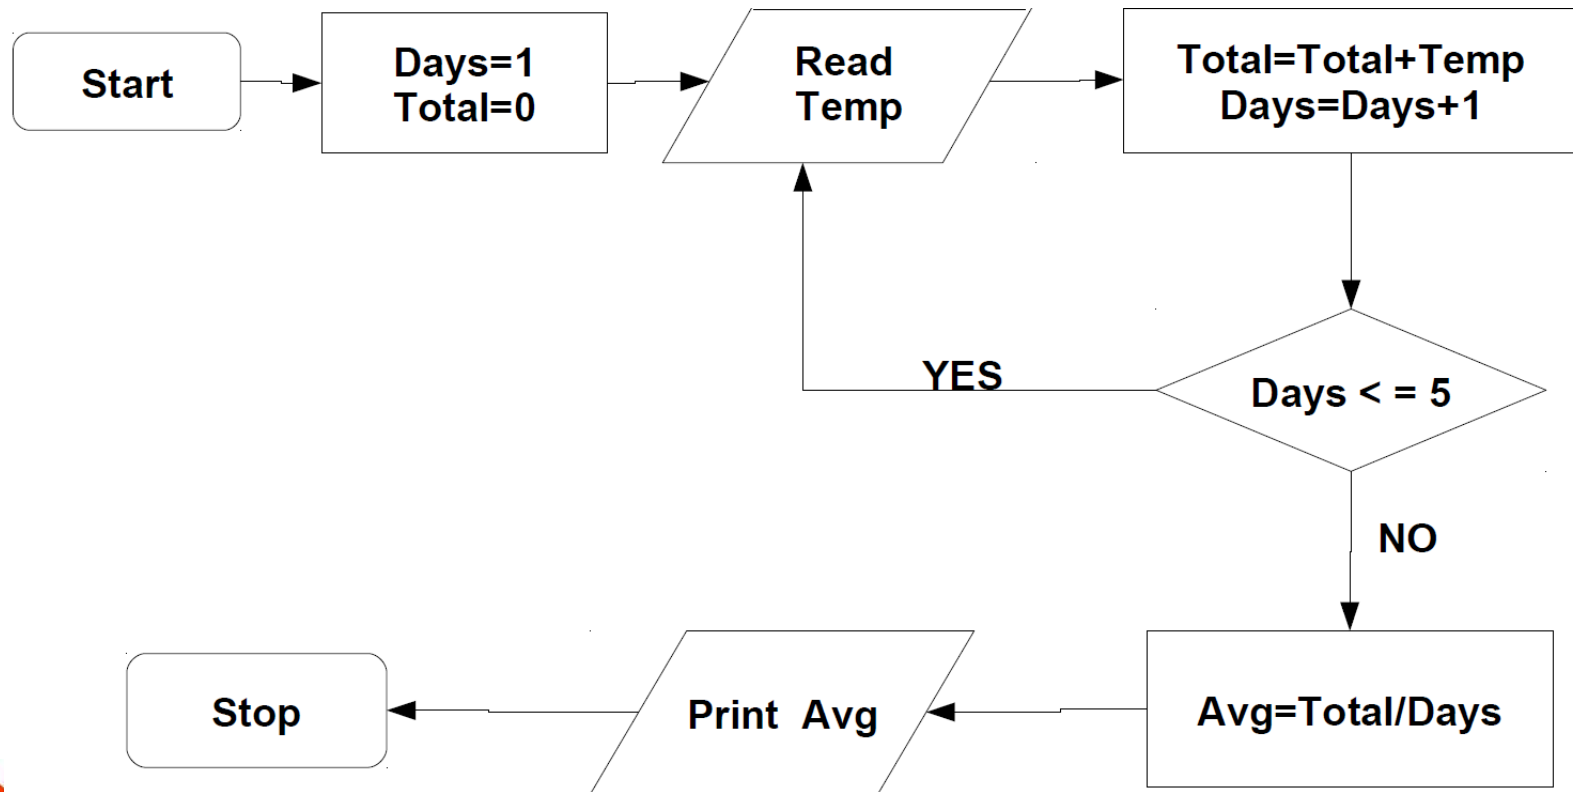 Start
Days=1
Total=0
Read
Temp
Total=Total+Temp
Days=Days+1
YES
Days < = 5
NO
Avg=Total/Days
Print Avg
Stop